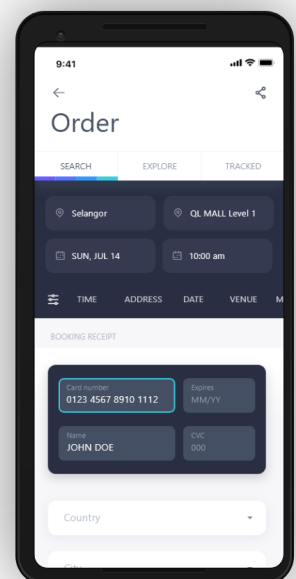 9:41
Order
SEARCH EXPLORE TRACKED
Selangor QL MALL Level 1
SUN, JUL 14 10:00 am
TIME ADDRESS DATE VENUE M
BOOKING RECEIPT
Card number Expires
0123 4567 8910 1112 MM/YY
Name CVC
JOHN DOE 000
Country